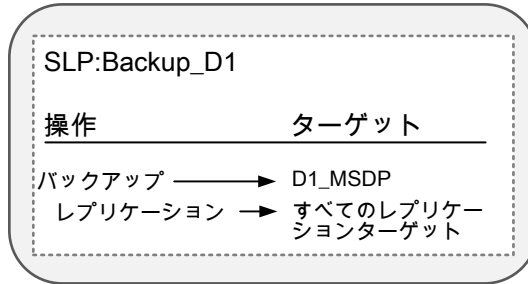 SLP:Backup_D1
操作 ターゲット
バックアップ D1_MSDP
レプリケーション すべてのレプリケー
ションターゲット